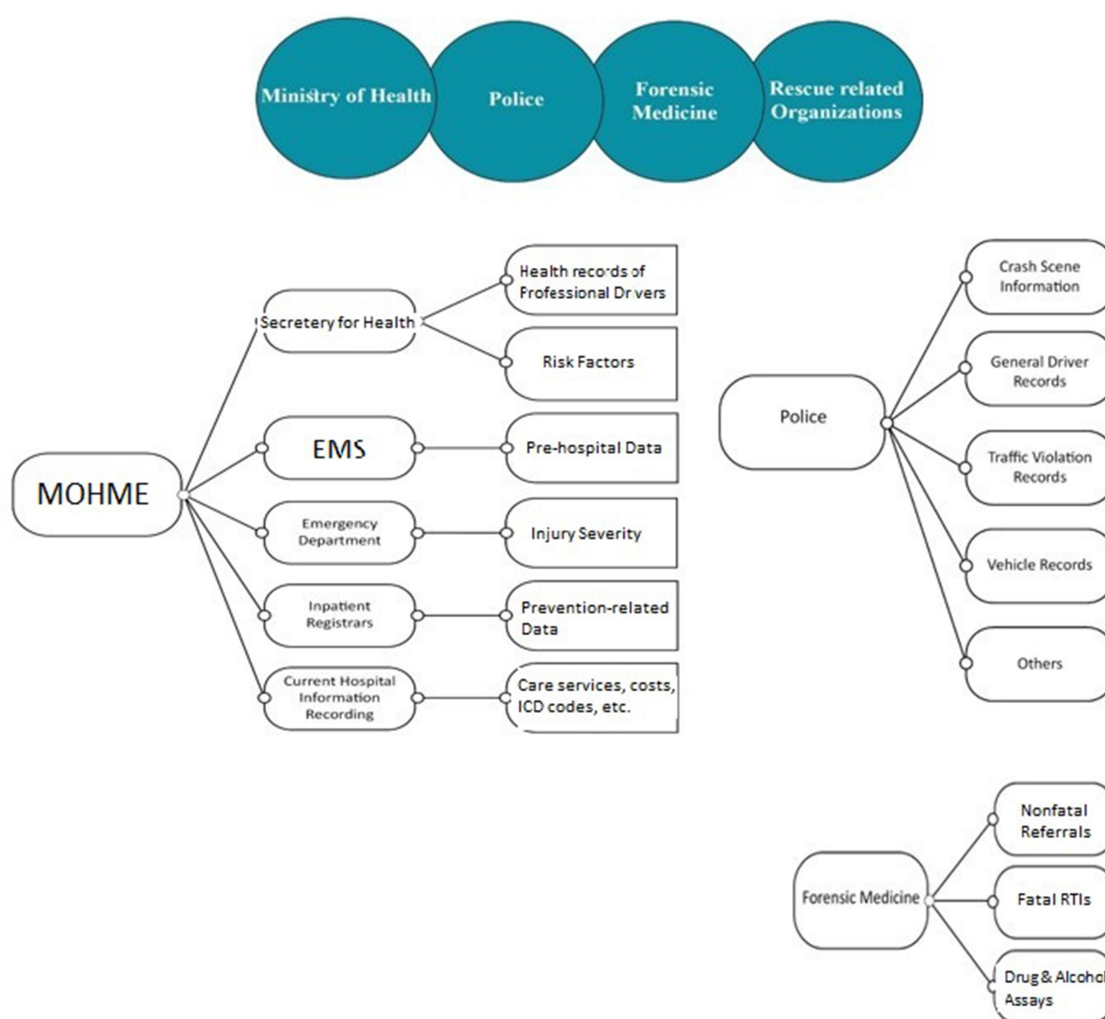 Ministry of Health
Police
Forensic
Medicine
Rescue related
Organizations
MOHME
Secretery for Health
Health records of
Professional Drivers
Risk Factors
EMS
Pre-hospital Data
Emergency
Department
Injury Severity
Inpatient
Registrars
Prevention-related
Data
Current Hospital
Information
Recording
Care services, costs,
ICD codes, etc.
Police
Crash Scene
Information
General Driver
Records
Traffic Violation
Records
Vehicle Records
Others
Forensic Medicine
Nonfatal
Referrals
Fatal RTIs
Drug & Alcohol
Assays